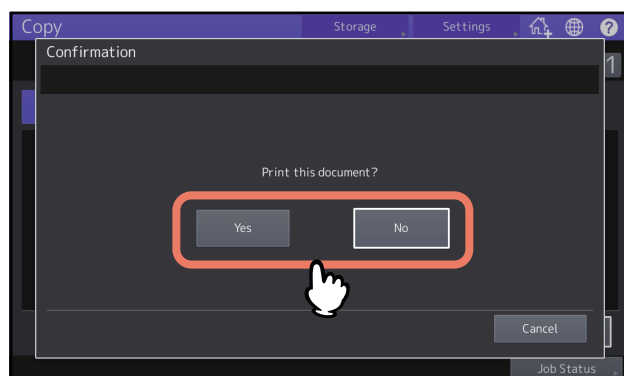 Copy Storage Settings
Confirmation
1
Print this document?
Yes No
Cancel
Job Status